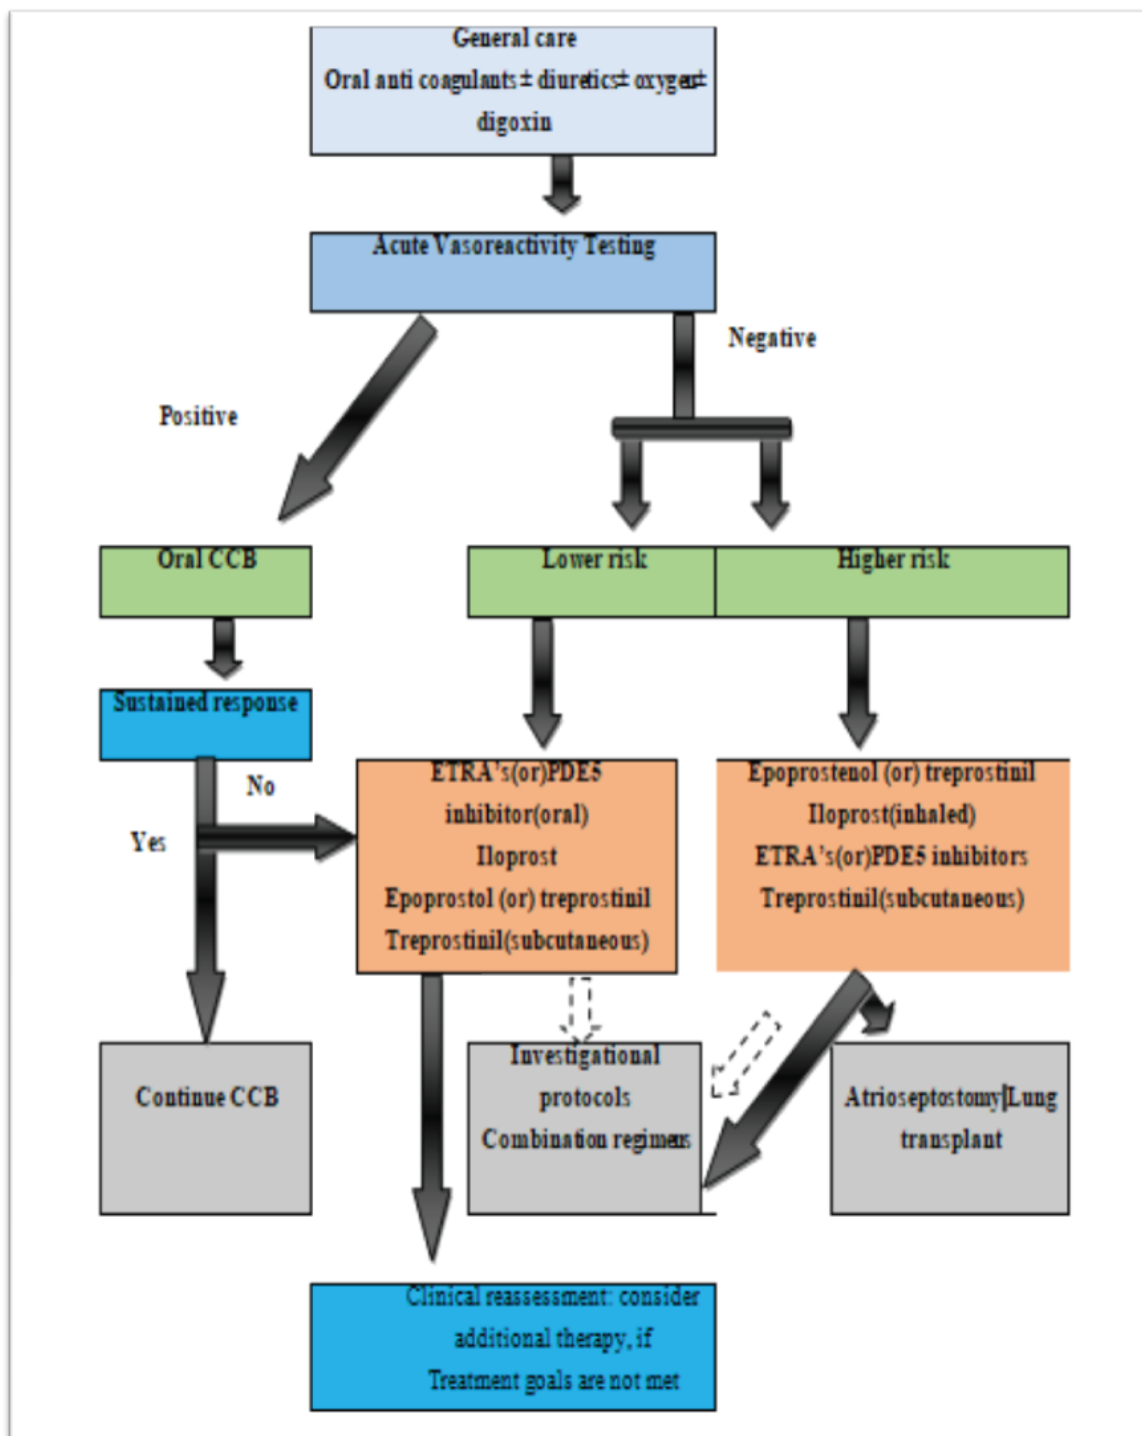 General care
Oral anti coagulants ± diuretics± oxygen±
digoxin
Acute Vasoreactivity Testing
Negative
Positive
Oral CCB
Lower risk
Higher risk
Sustained response
No
Yes
ETRA's(or)PDE5
inhibitor(oral)
Iloprost
Epoprostol (or) treprostinil
Treprostinil(subcutaneous)
Epoprostenol (or) treprostinil
Iloprost(inhaled)
ETRA's(or)PDE5 inhibitors
Treprostinil(subcutaneous)
Continue CCB
Investigational
protocols
Combination regimens
Atrioseptostomy|Lung
transplant
Clinical reassessment: consider
additional therapy, if
Treatment goals are not met